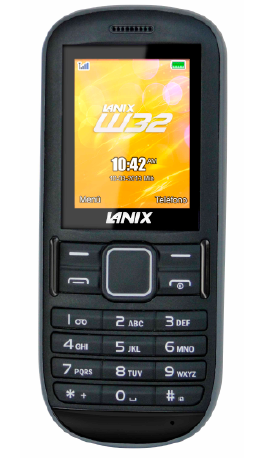 LANIX
W32
10:42 AM
Menú
Teléfono
LANIX
1
2 ABC
3 DEF
4 GHI
5 JKL
6 MNO
7 PQRS
8 TUV
9 WXYZ
* +
0
#